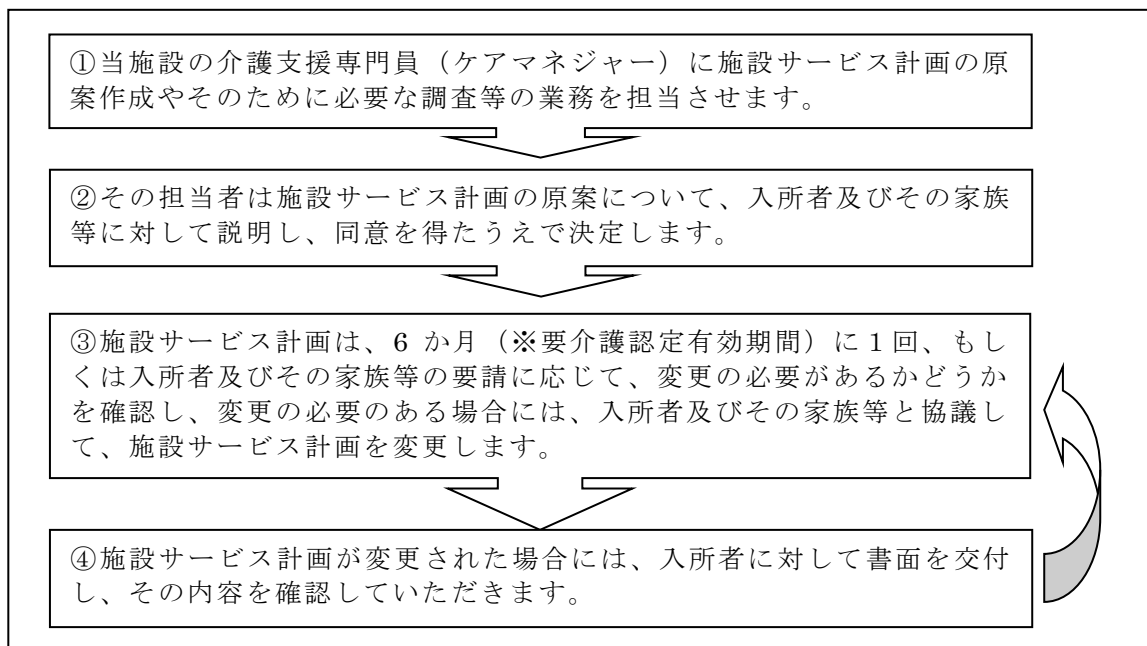 ①当施設の介護支援専門員（ケアマネジャー）に施設サービス計画の原
案作成やそのために必要な調査等の業務を担当させます。
②その担当者は施設サービス計画の原案について、入所者及びその家族
等に対して説明し、同意を得たうえで決定します。
③施設サービス計画は、6 か月（※要介護認定有効期間）に１回、もし
くは入所者及びその家族等の要請に応じて、変更の必要があるかどうか
を確認し、変更の必要のある場合には、入所者及びその家族等と協議し
て、施設サービス計画を変更します。
④施設サービス計画が変更された場合には、入所者に対して書面を交付
し、その内容を確認していただきます。